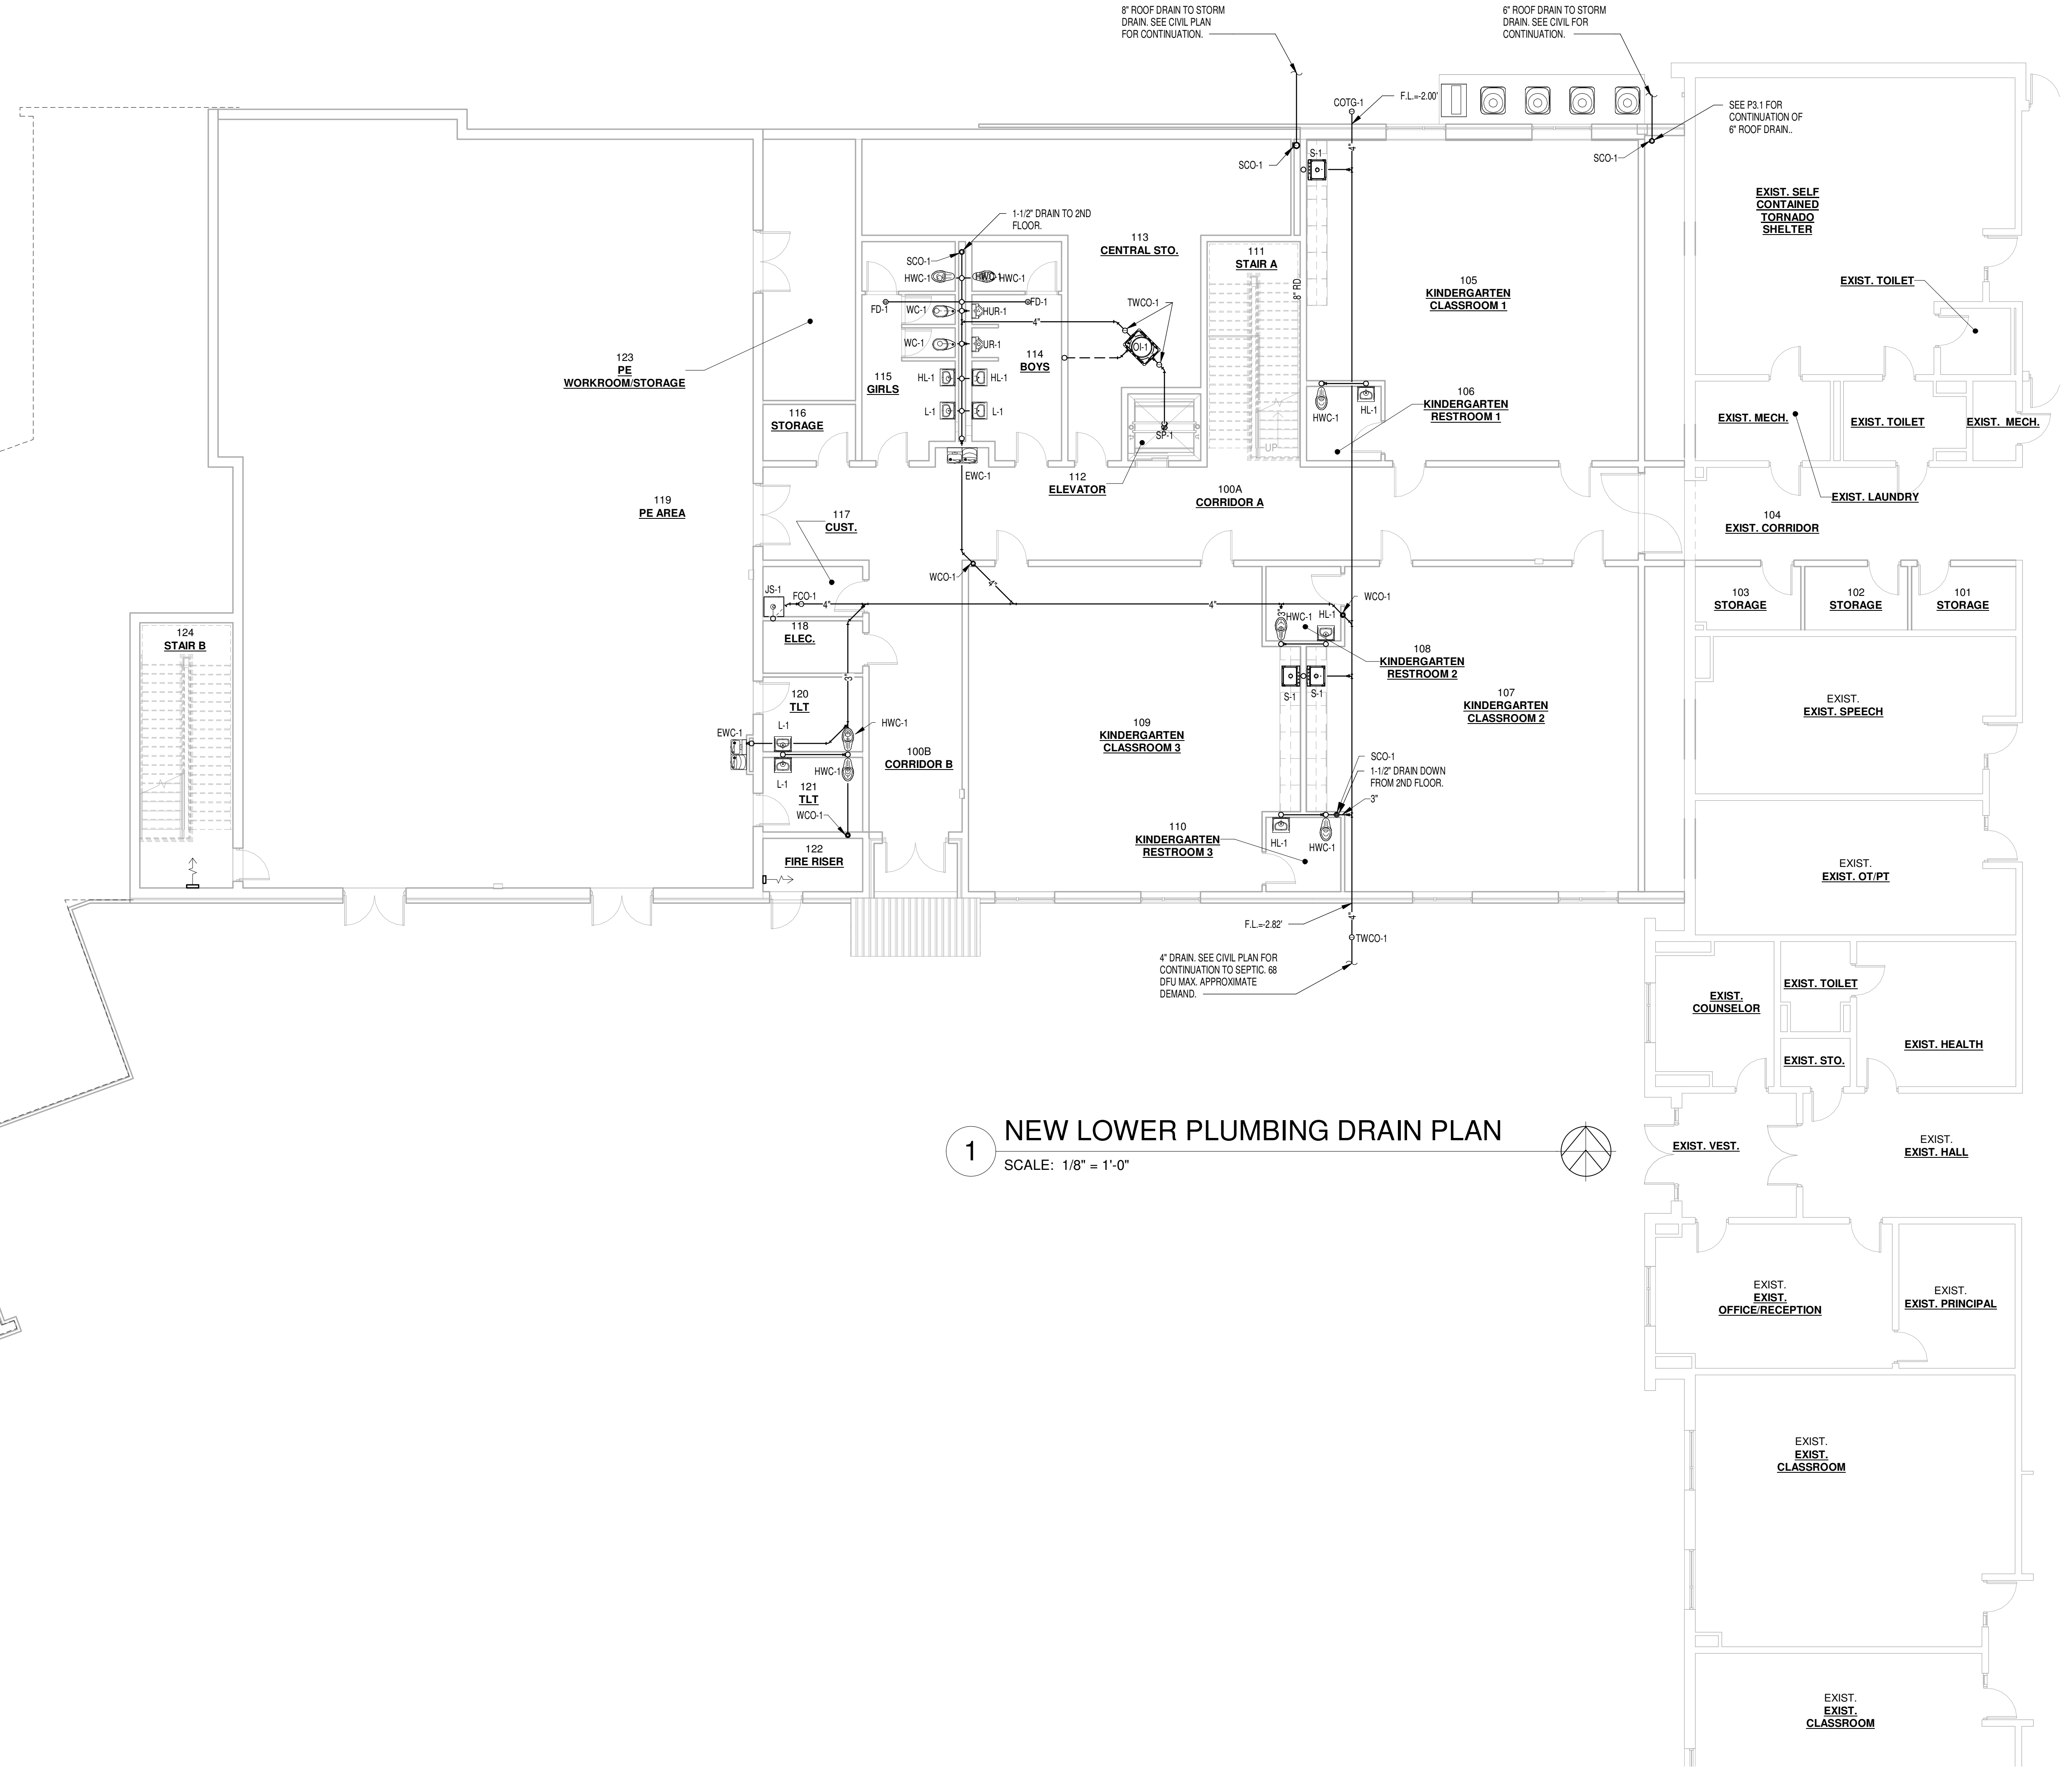 8" ROOF DRAIN TO STORM
DRAIN. SEE CIVIL PLAN
FOR CONTINUATION.
6" ROOF DRAIN TO STORM
DRAIN. SEE CIVIL FOR
CONTINUATION.
COTG-1
F.L.=-2.00'
SEE P3.1 FOR
CONTINUATION OF
6" ROOF DRAIN..
4"
SCO-1
S-1
SCO-1
EXIST. SELF
CONTAINED
TORNADO
SHELTER
1-1/2" DRAIN TO 2ND
FLOOR.
113
CENTRAL STO.
111
STAIR A
SCO-1
HWC-1
HWC-1
HWC-1
8" RD
105
KINDERGARTEN
CLASSROOM 1
EXIST. TOILET
FD-1
WC-1
HUR-1
FD-1
TWCO-1
4"
WC-1
UR-1
OI-1
123
PE
WORKROOM/STORAGE
114
BOYS
115
GIRLS
HL-1
HL-1
L-1
L-1
116
STORAGE
HWC-1
HL-1
106
KINDERGARTEN
RESTROOM 1
EXIST. MECH.
EXIST. TOILET
EXIST. MECH.
SP-1
UP
EWC-1
112
ELEVATOR
100A
CORRIDOR A
EXIST. LAUNDRY
119
PE AREA
117
CUST.
104
EXIST. CORRIDOR
WCO-1
4"
JS-1
FCO-1
4"
4"
3"
HWC-1
HL-1
WCO-1
103
STORAGE
102
STORAGE
101
STORAGE
124
STAIR B
118
ELEC.
108
KINDERGARTEN
RESTROOM 2
3"
120
TLT
S-1
S-1
107
KINDERGARTEN
CLASSROOM 2
EXIST.
EXIST. SPEECH
L-1
HWC-1
EWC-1
109
KINDERGARTEN
CLASSROOM 3
100B
CORRIDOR B
L-1
HWC-1
121
TLT
WCO-1
SCO-1
1-1/2" DRAIN DOWN
FROM 2ND FLOOR.
3"
110
KINDERGARTEN
RESTROOM 3
HL-1
HWC-1
122
FIRE RISER
EXIST.
EXIST. OT/PT
F.L.=-2.82'
4"
TWCO-1
4" DRAIN. SEE CIVIL PLAN FOR
CONTINUATION TO SEPTIC. 68
DFU MAX. APPROXIMATE
DEMAND.
EXIST. TOILET
EXIST.
COUNSELOR
EXIST. STO.
EXIST. HEALTH
1
NEW LOWER PLUMBING DRAIN PLAN
SCALE: 1/8" = 1'-0"
EXIST. VEST.
EXIST.
EXIST. HALL
EXIST.
EXIST.
OFFICE/RECEPTION
EXIST.
EXIST. PRINCIPAL
EXIST.
EXIST.
CLASSROOM
EXIST.
EXIST.
CLASSROOM